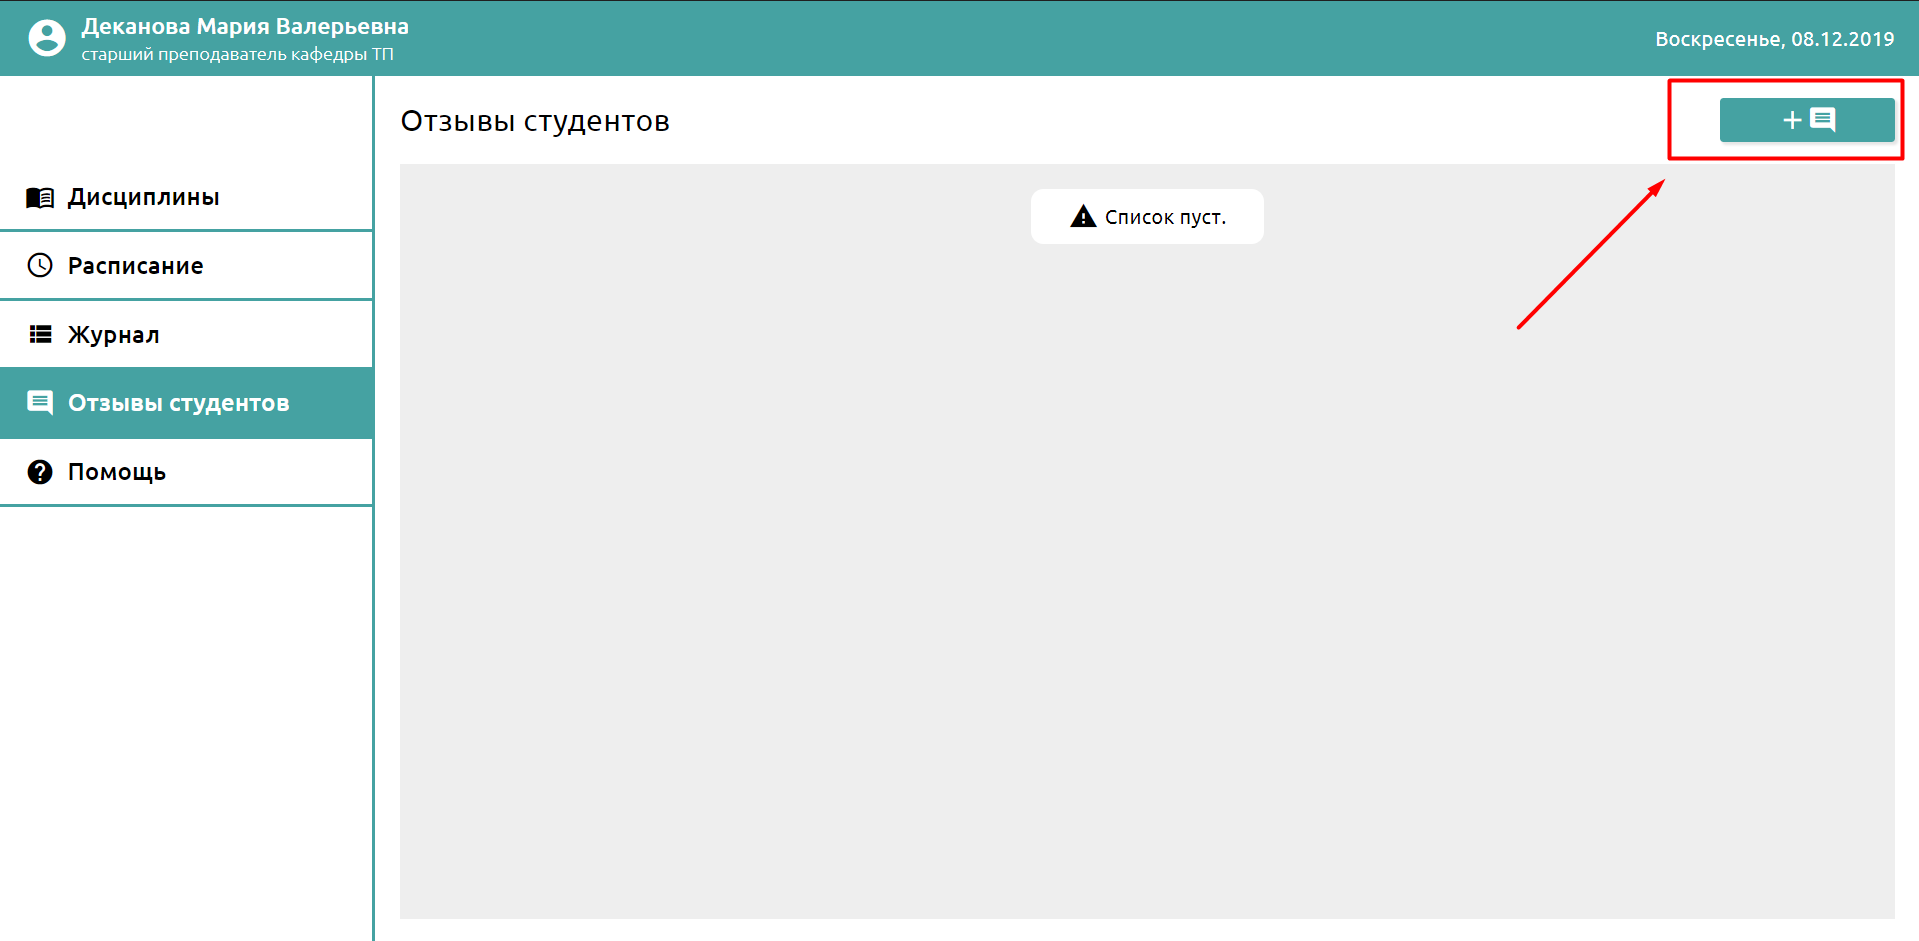 Деканова Мария Валерьевна
старший преподаватель кафедры ТП
Воскресенье, 08.12.2019
Отзывы студентов
Дисциплины
Расписание
Журнал
Отзывы студентов
Помощь
Список пуст.